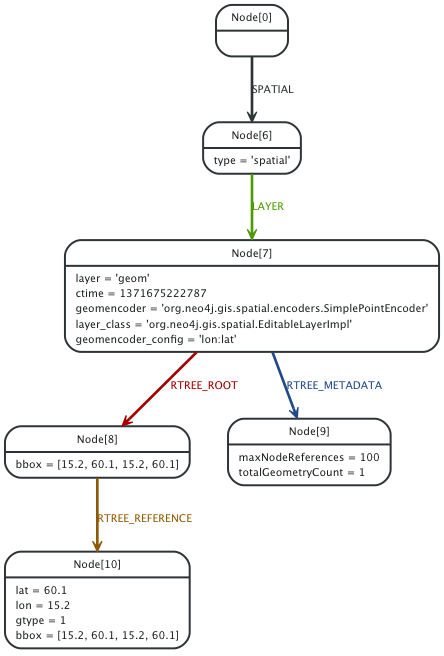 Node[0]
SPATIAL
Node[6]
type = 'spatial'
LAYER
Node[7]
layer = 'geom'
ctime = 1371675222787
geomencoder = 'org.neo4j.gis.spatial.encoders.SimplePointEncoder'
layer_class = 'org.neo4j.gis.spatial.EditableLayerImpl'
geomencoder_config = 'lon:lat'
RTREE_ROOT
RTREE_METADATA
Node[8]
bbox = [15.2, 60.1, 15.2, 60.1]
Node[9]
maxNodeReferences = 100
totalGeometryCount = 1
RTREE_REFERENCE
Node[10]
lat = 60.1
lon = 15.2
gtype = 1
bbox = [15.2, 60.1, 15.2, 60.1]